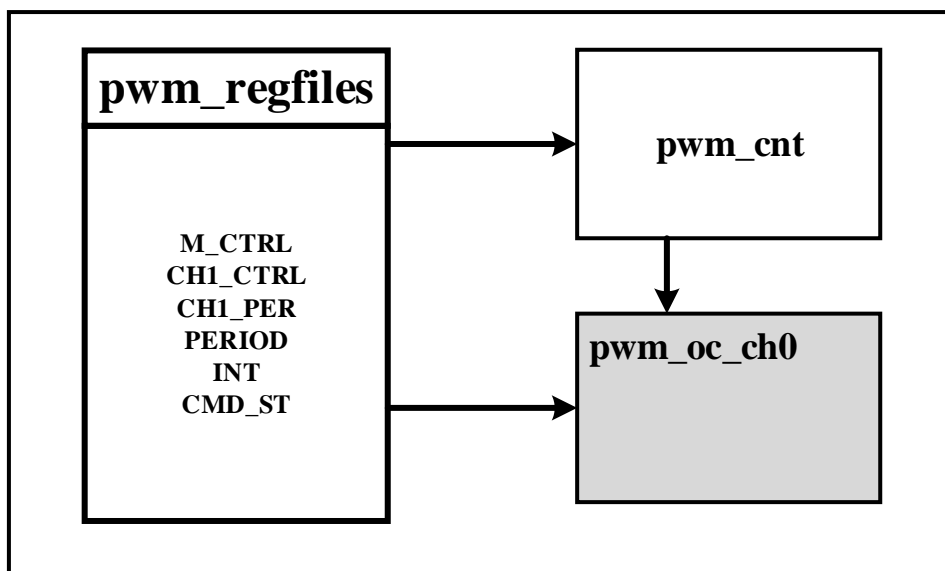 pwm_regfiles
M_CTRL
CH1_CTRL
CH1_PER
PERIOD
INT
CMD_ST
pwm_cnt
pwm_oc_ch0